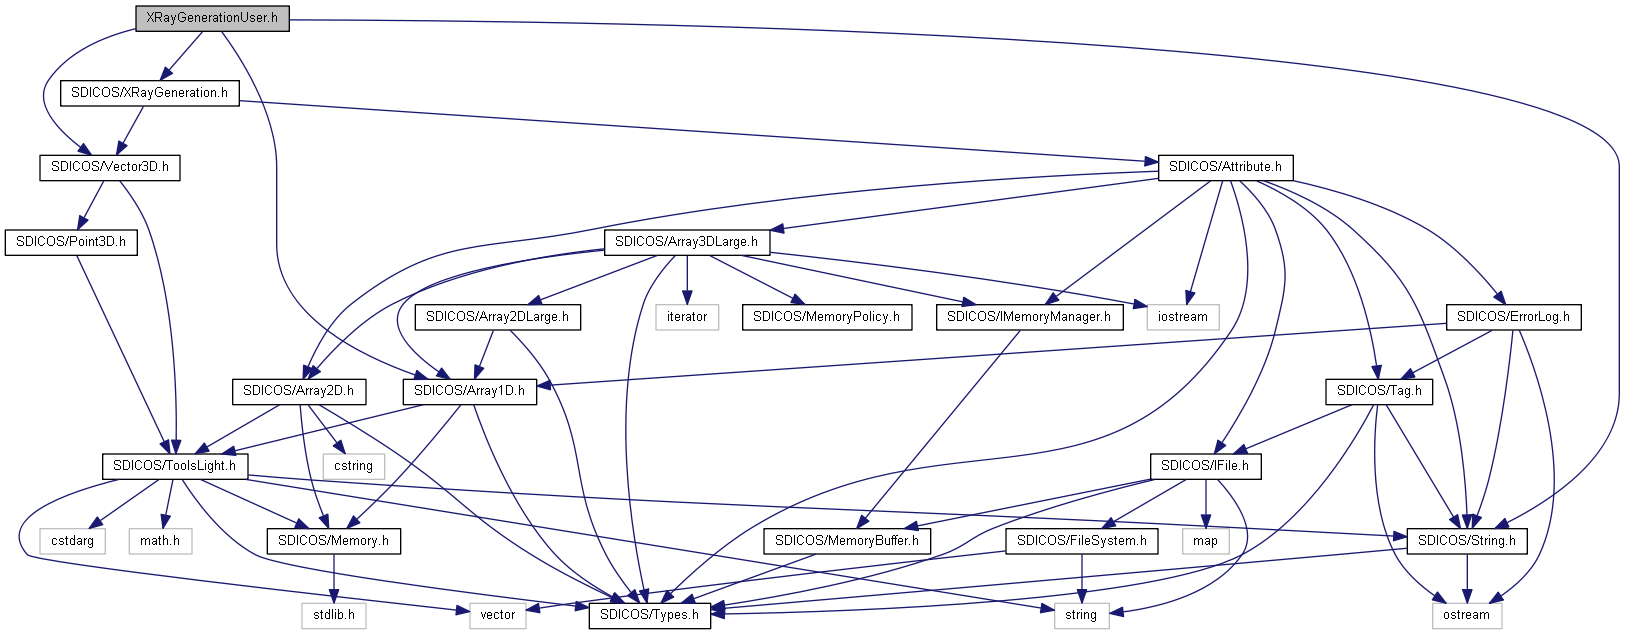 XRayGenerationUser.h
SDICOS/XRayGeneration.h
SDICOS/Vector3D.h
SDICOS/Attribute.h
SDICOS/Point3D.h
SDICOS/Array3DLarge.h
SDICOS/Array2DLarge.h
iterator
SDICOS/MemoryPolicy.h
SDICOS/IMemoryManager.h
iostream
SDICOS/ErrorLog.h
SDICOS/Array2D.h
SDICOS/Array1D.h
SDICOS/Tag.h
SDICOS/ToolsLight.h
cstring
SDICOS/IFile.h
cstdarg
math.h
SDICOS/Memory.h
SDICOS/MemoryBuffer.h
SDICOS/FileSystem.h
map
SDICOS/String.h
stdlib.h
vector
SDICOS/Types.h
string
ostream